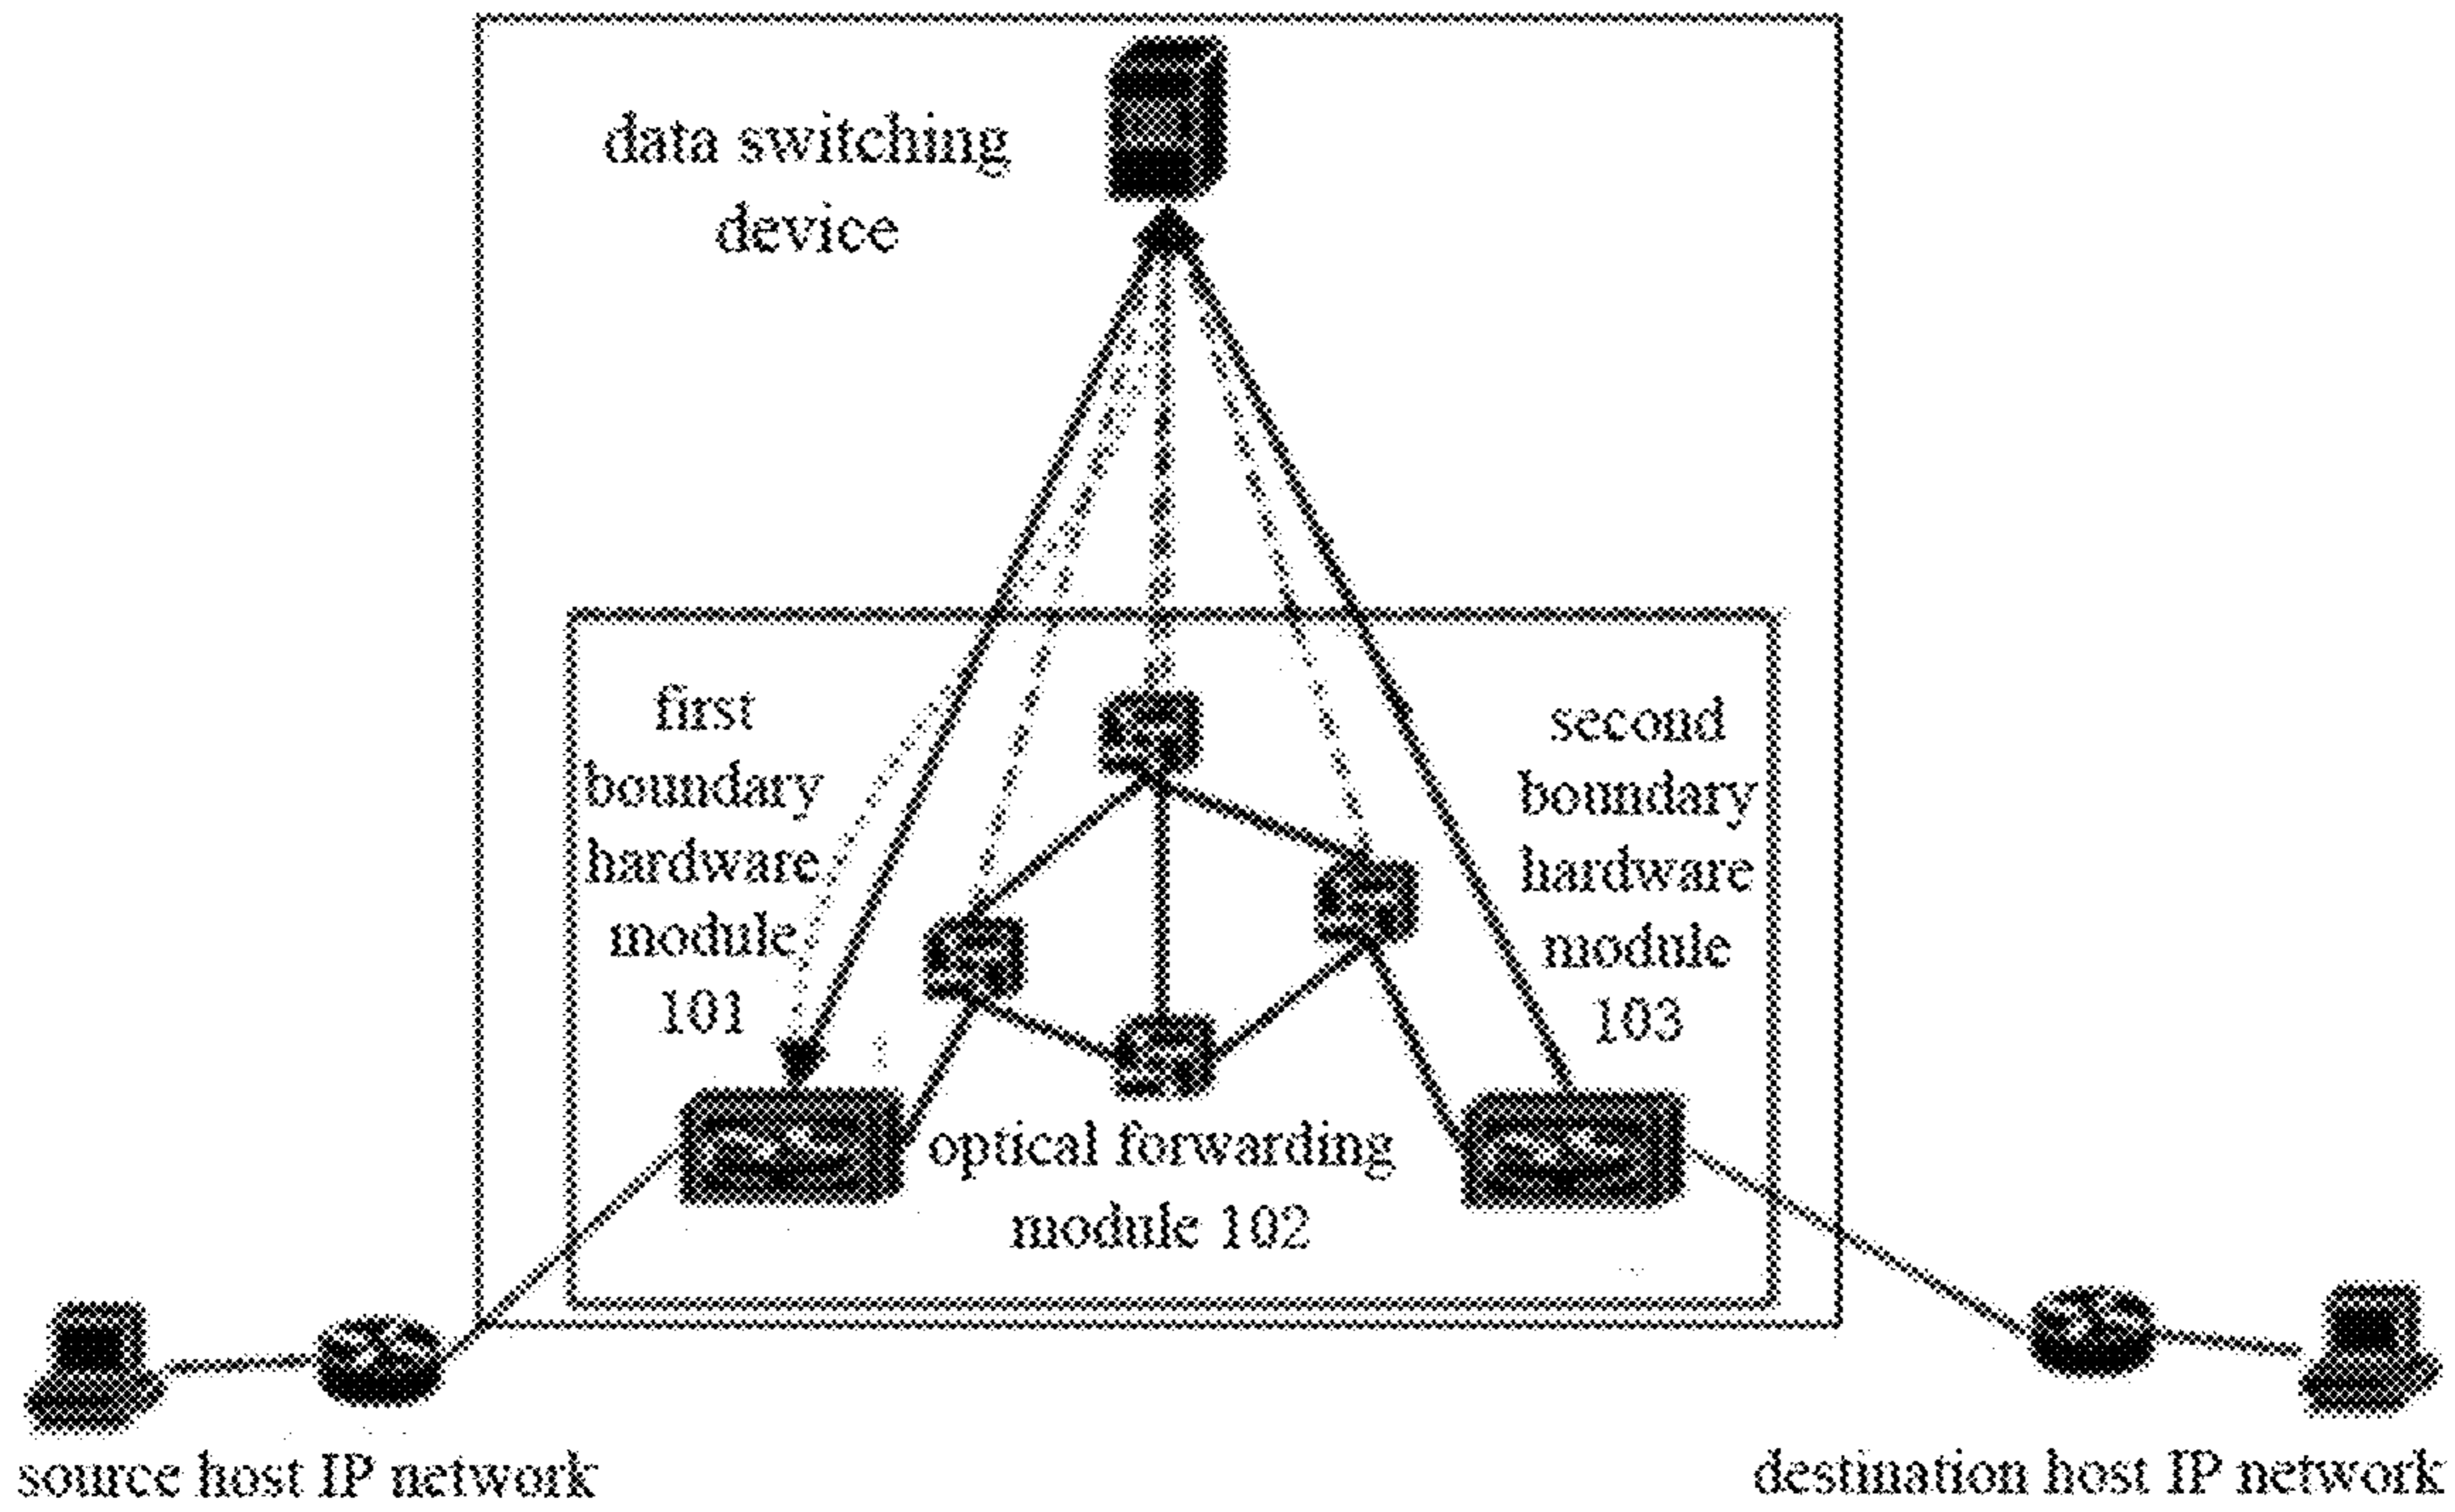 data switching
device
first
boundary
hardware
module
101
second
boundary
hardware
module
103
optical forwarding
module 102
source host IP network
destination host IP network